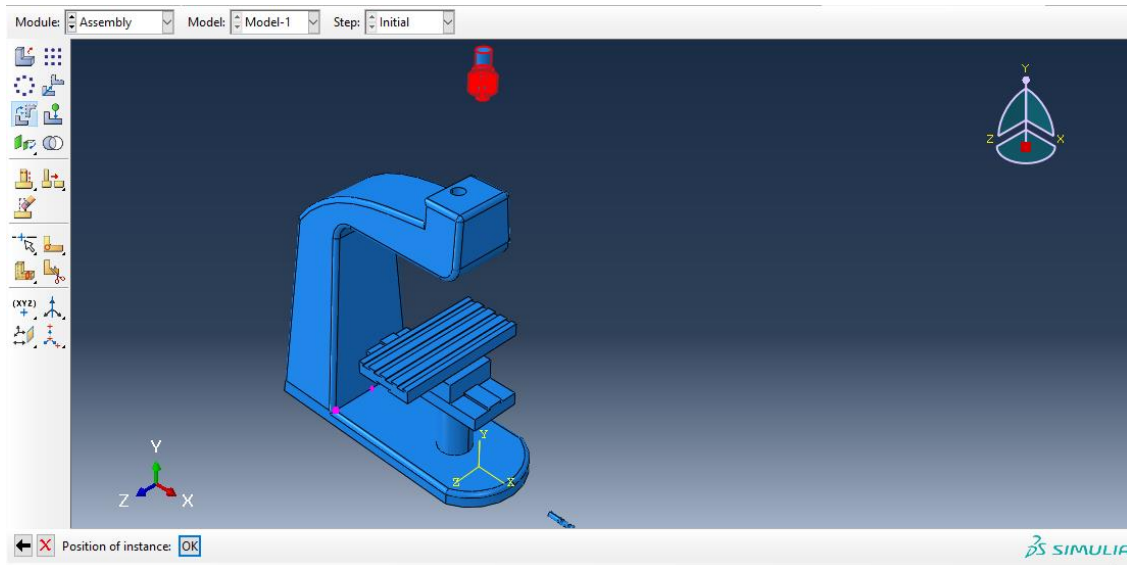 Module: Assembly Model: Model-1 Step: Initial
Y
Z X
(XYZ)
Y
Z X
Y
Z X
Position of instance: OK
SIMULIA